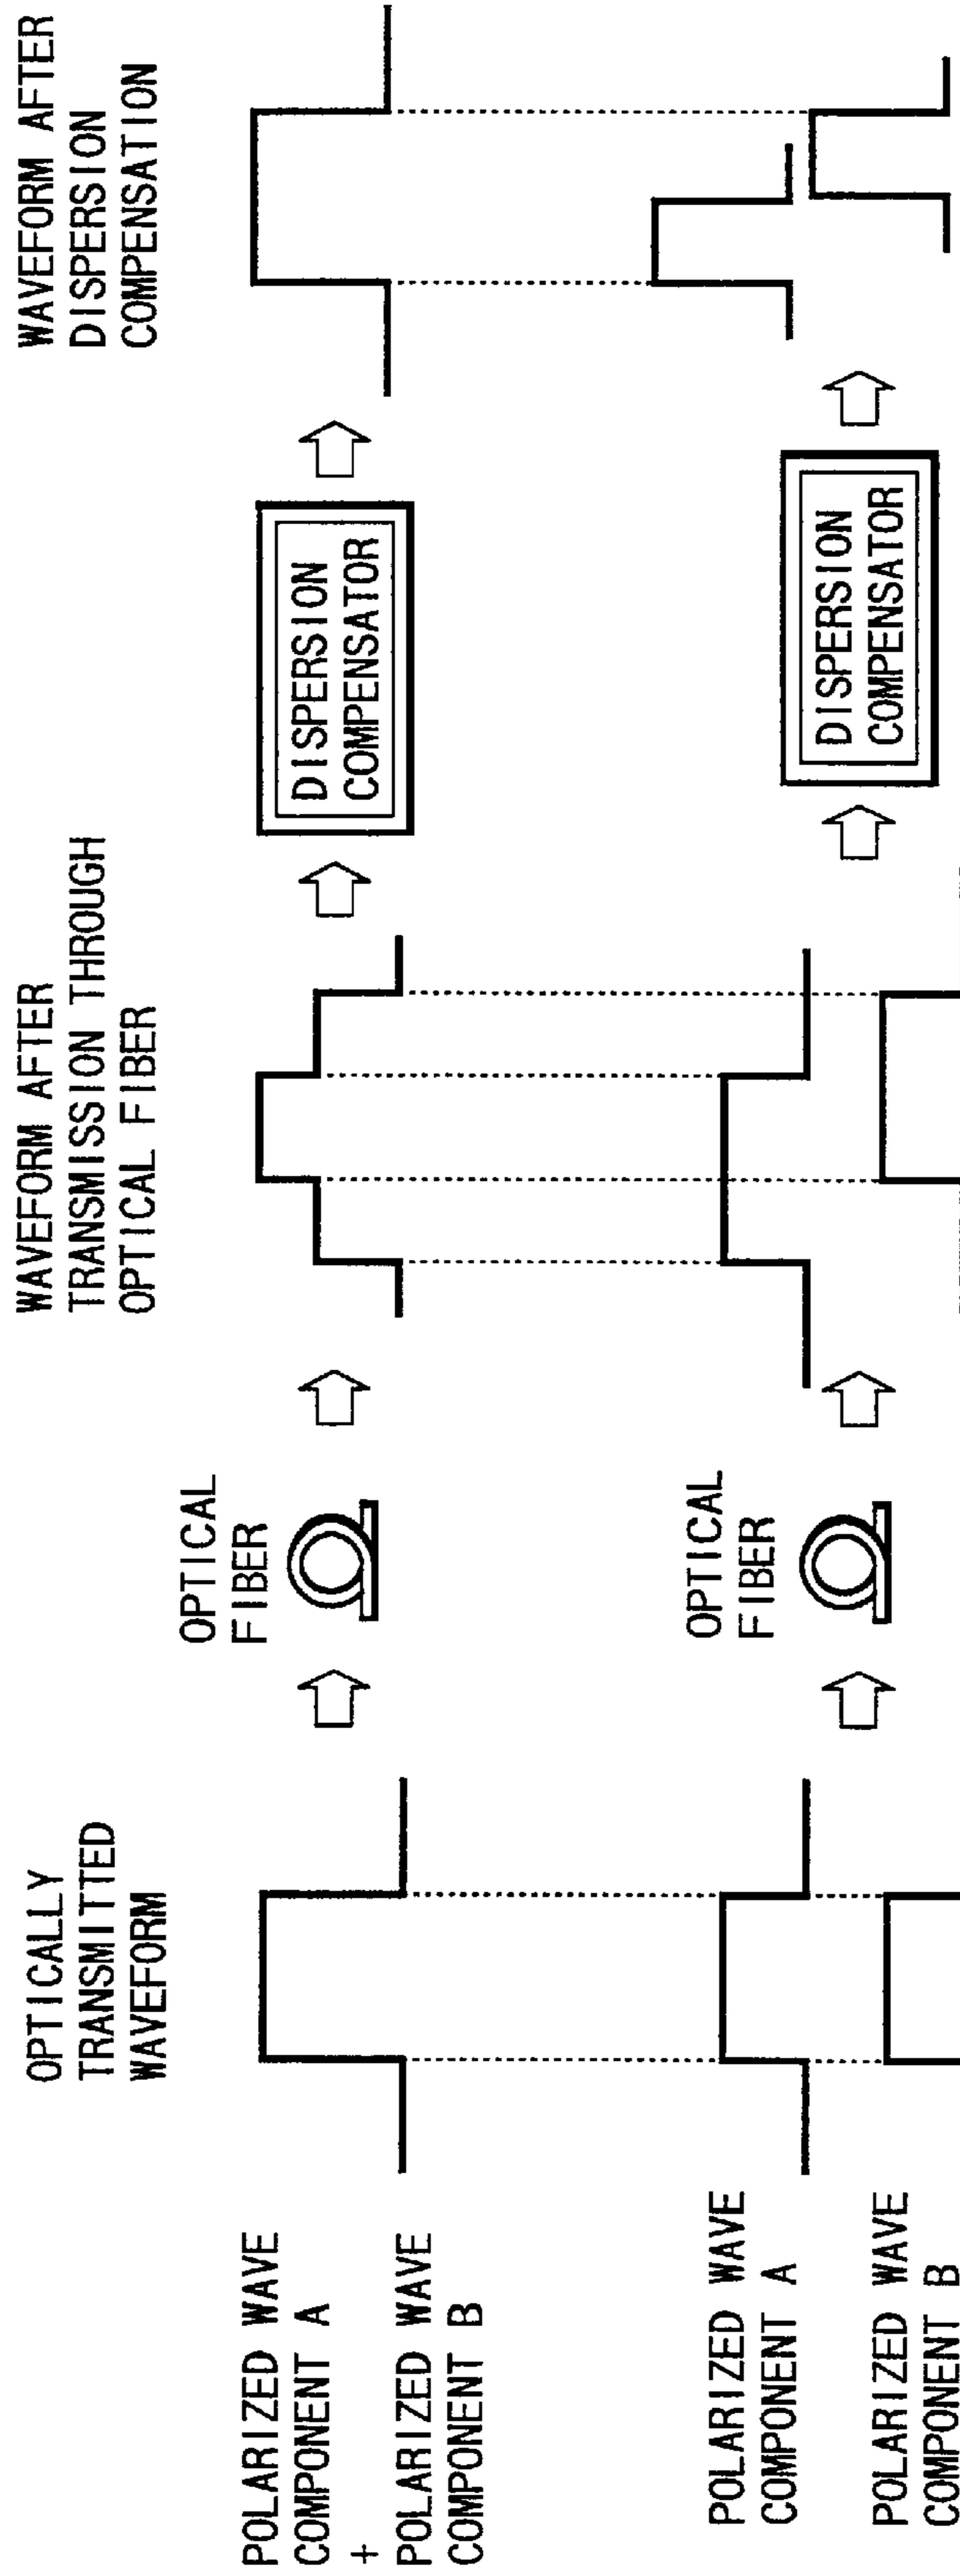 OPTICALLY
TRANSMITTED
WAVEFORM
WAVEFORM AFTER
TRANSMISSION THROUGH
OPTICAL FIBER
WAVEFORM AFTER
DISPERSION
COMPENSATION
POLARIZED WAVE
COMPONENT A
+
POLARIZED WAVE
COMPONENT B
OPTICAL
FIBER
DISPERSION
COMPENSATOR
POLARIZED WAVE
COMPONENT A
POLARIZED WAVE
COMPONENT B
OPTICAL
FIBER
DISPERSION
COMPENSATOR